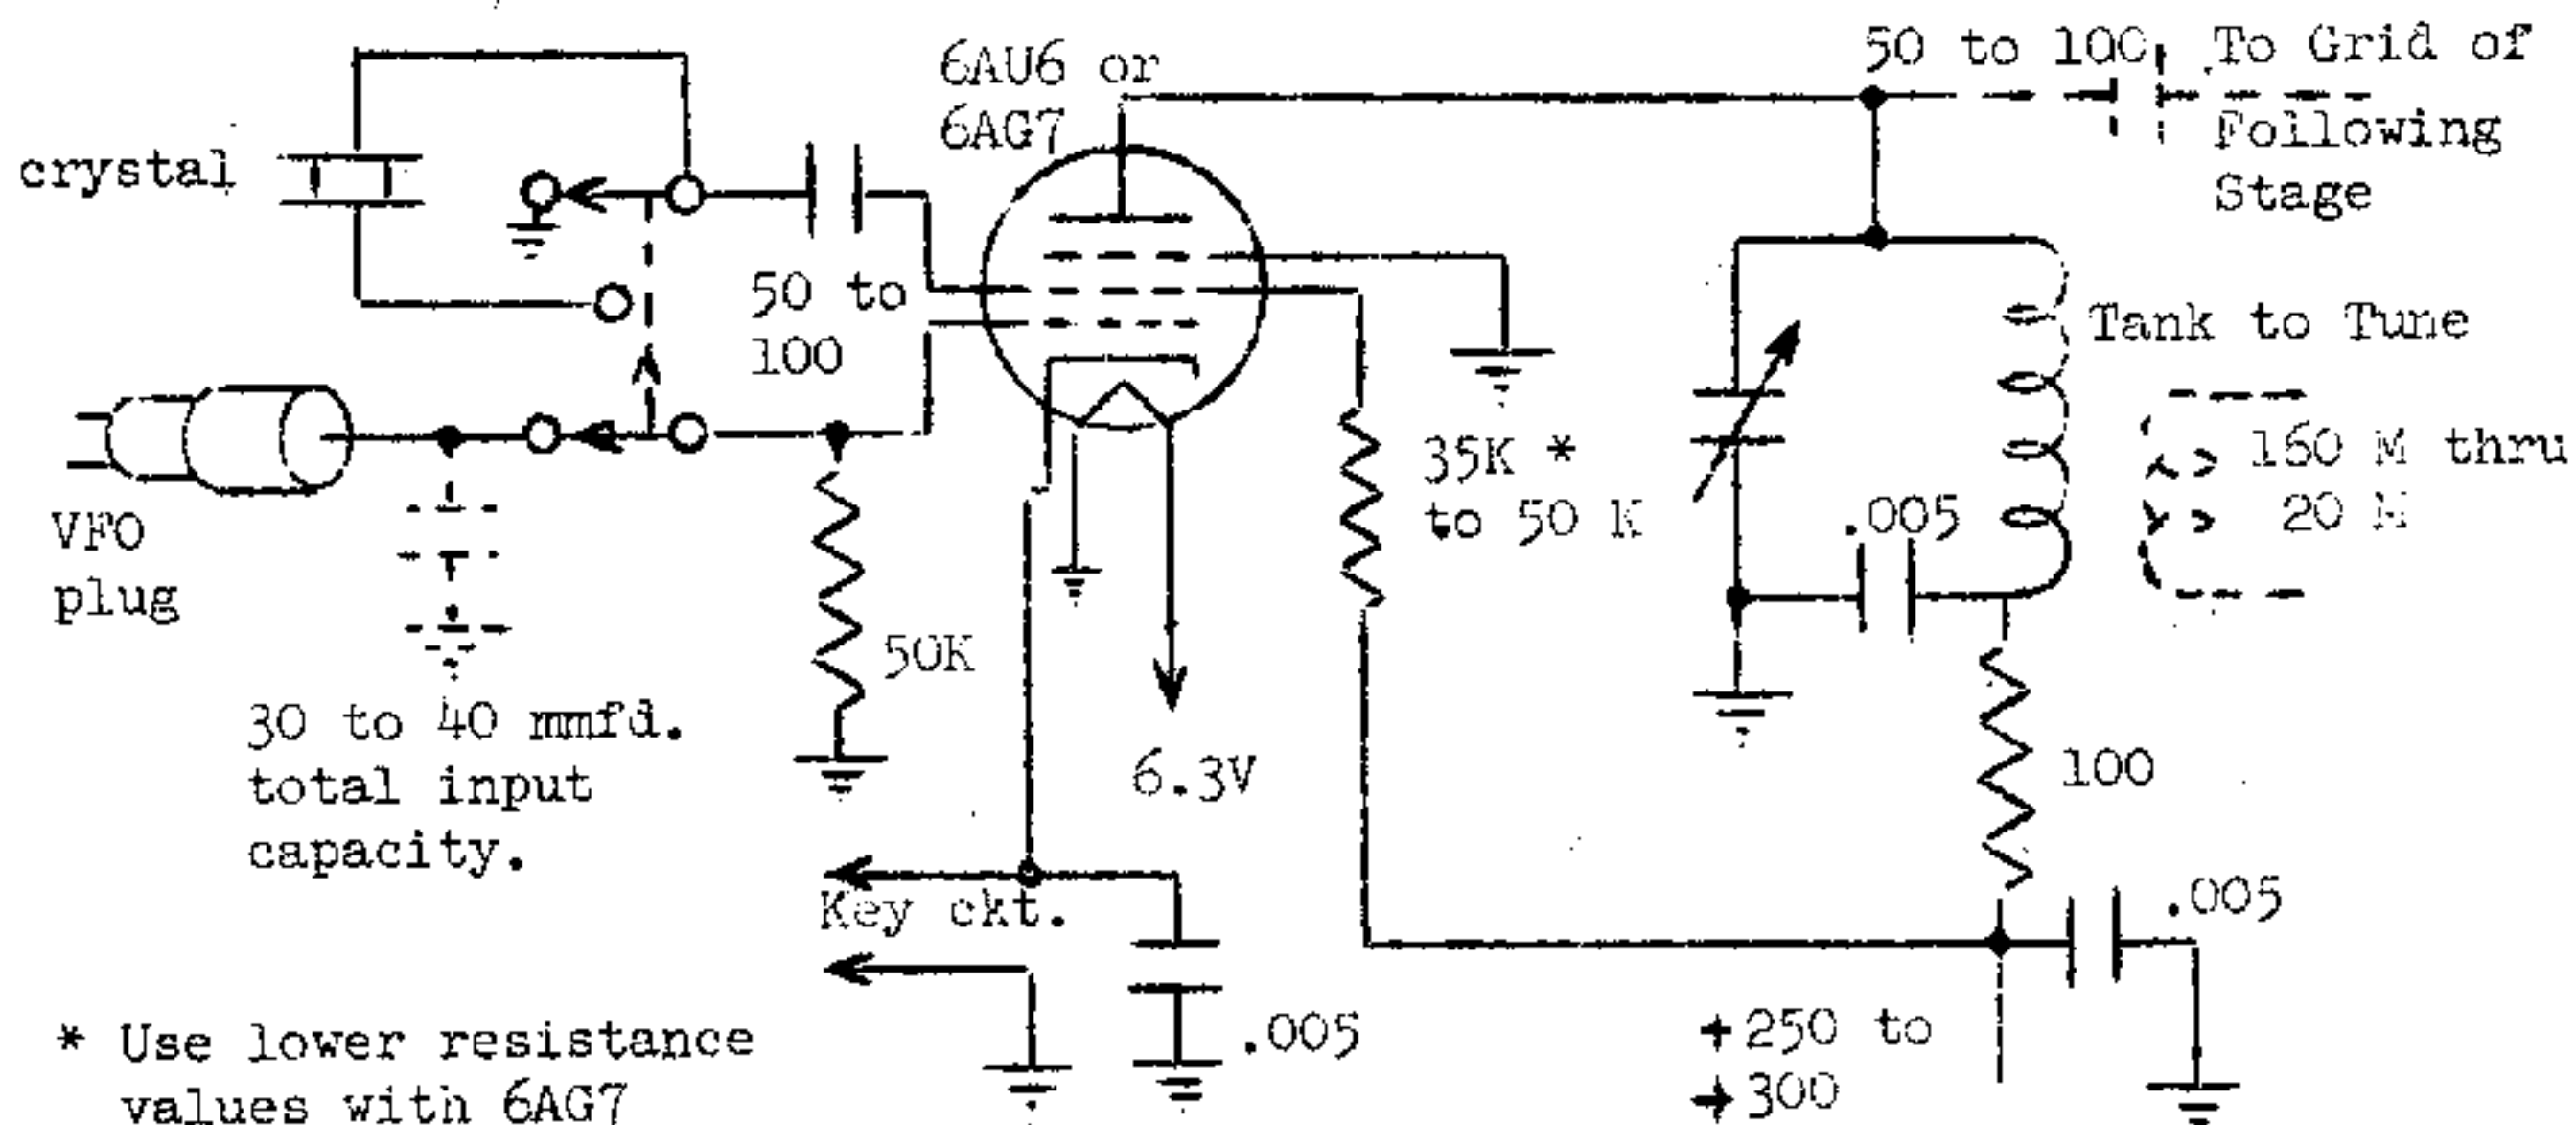 6AU6 or
6AG7
50 to 100
To Grid of
Following
Stage
crystal
50 to
100
Tank to Tune
160 M thru
20 M
VFO
plug
35K *
to 50 K
.005
50K
30 to 40 mmfd.
total input
capacity.
6.3V
100
Key ckt.
.005
.005
+ 250 to
→ 300
* Use lower resistance
values with 6AG7